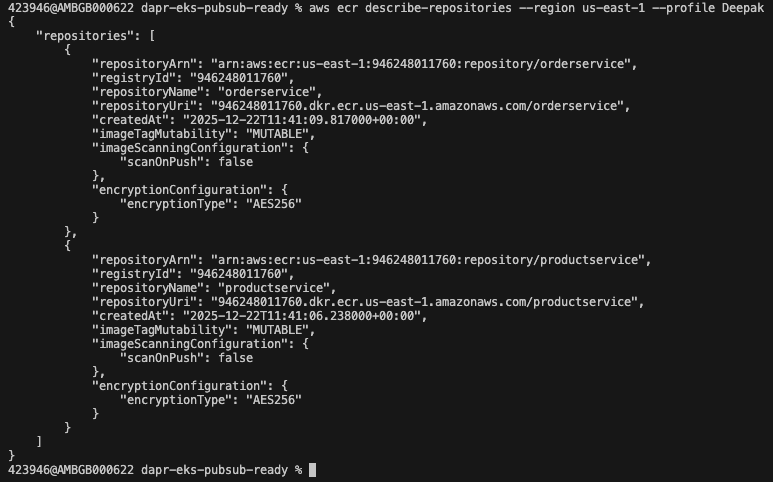 423946@AMBGB000622 dapr-eks-pubsub-ready % aws ecr describe-repositories --region us-east-1 --profile Deepak
{
    "repositories": [
        {
            "repositoryArn": "arn:aws:ecr:us-east-1:946248011760:repository/orderservice",
            "registryId": "946248011760",
            "repositoryName": "orderservice",
            "repositoryUri": "946248011760.dkr.ecr.us-east-1.amazonaws.com/orderservice",
            "createdAt": "2025-12-22T11:41:09.817000+00:00",
            "imageTagMutability": "MUTABLE",
            "imageScanningConfiguration": {
                "scanOnPush": false
            },
            "encryptionConfiguration": {
                "encryptionType": "AES256"
            }
        },
        {
            "repositoryArn": "arn:aws:ecr:us-east-1:946248011760:repository/productservice",
            "registryId": "946248011760",
            "repositoryName": "productservice",
            "repositoryUri": "946248011760.dkr.ecr.us-east-1.amazonaws.com/productservice",
            "createdAt": "2025-12-22T11:41:06.238000+00:00",
            "imageTagMutability": "MUTABLE",
            "imageScanningConfiguration": {
                "scanOnPush": false
            },
            "encryptionConfiguration": {
                "encryptionType": "AES256"
            }
        }
    ]
}
423946@AMBGB000622 dapr-eks-pubsub-ready %